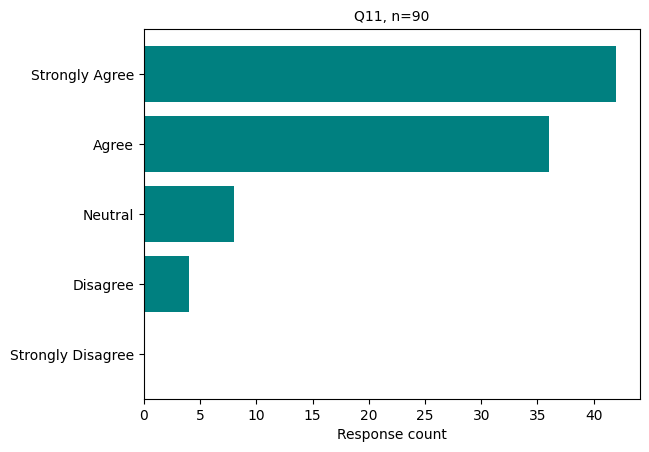 Q11, n=90
Strongly Agree
Agree
Neutral
Disagree
Strongly Disagree
0 5 10 15 20 25 30 35 40
Response count